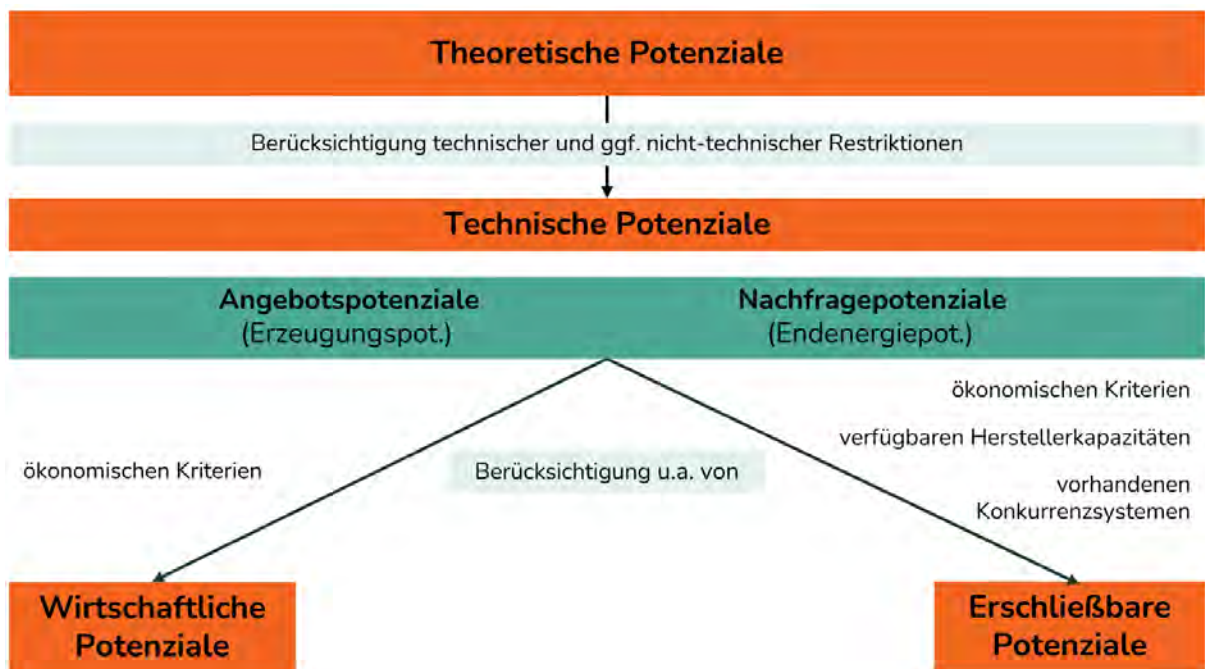 Theoretische Potenziale
Berücksichtigung technischer und ggf. nicht-technischer Restriktionen
Technische Potenziale
Angebotspotenziale
(Erzeugungspot.)
Nachfragepotenziale
(Endenergiepot.)
ökonomischen Kriterien
Berücksichtigung u.a. von
ökonomischen Kriterien
verfügbaren Herstellerkapazitäten
vorhandenen
Konkurrenzsystemen
Wirtschaftliche
Potenziale
Erschließbare
Potenziale